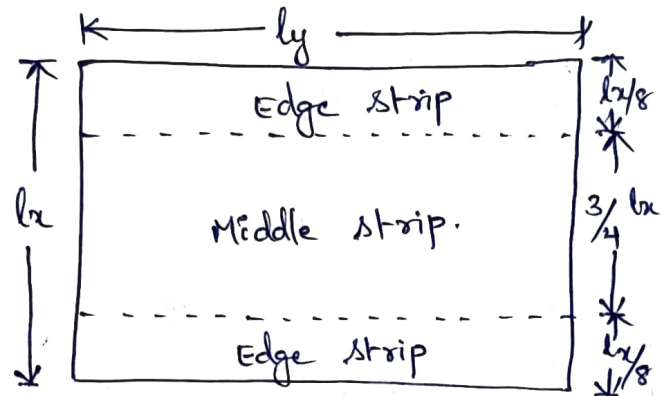 ly
Edge strip
lx/8
lx
Middle strip.
3/4 lx
Edge strip
lx/8